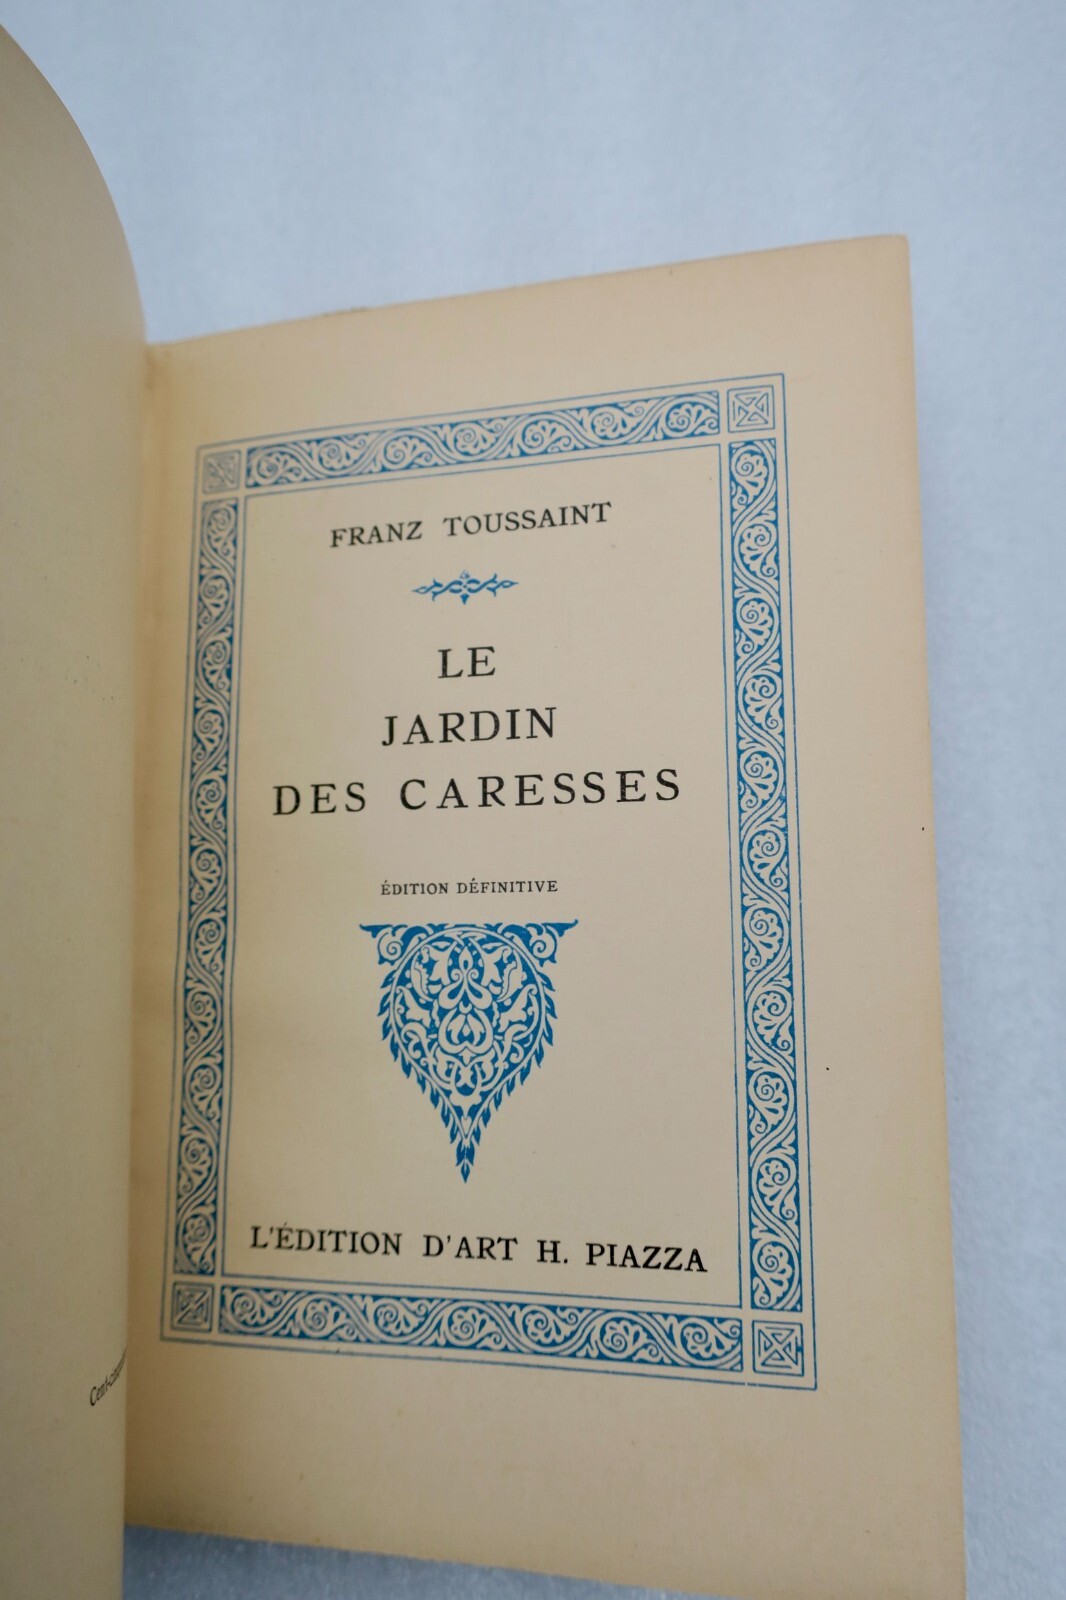 FRANZ TOUSSAINT
LE
JARDIN
DES CARESSES
ÉDITION DÉFINITIVE
L'ÉDITION D'ART H. PIAZZA